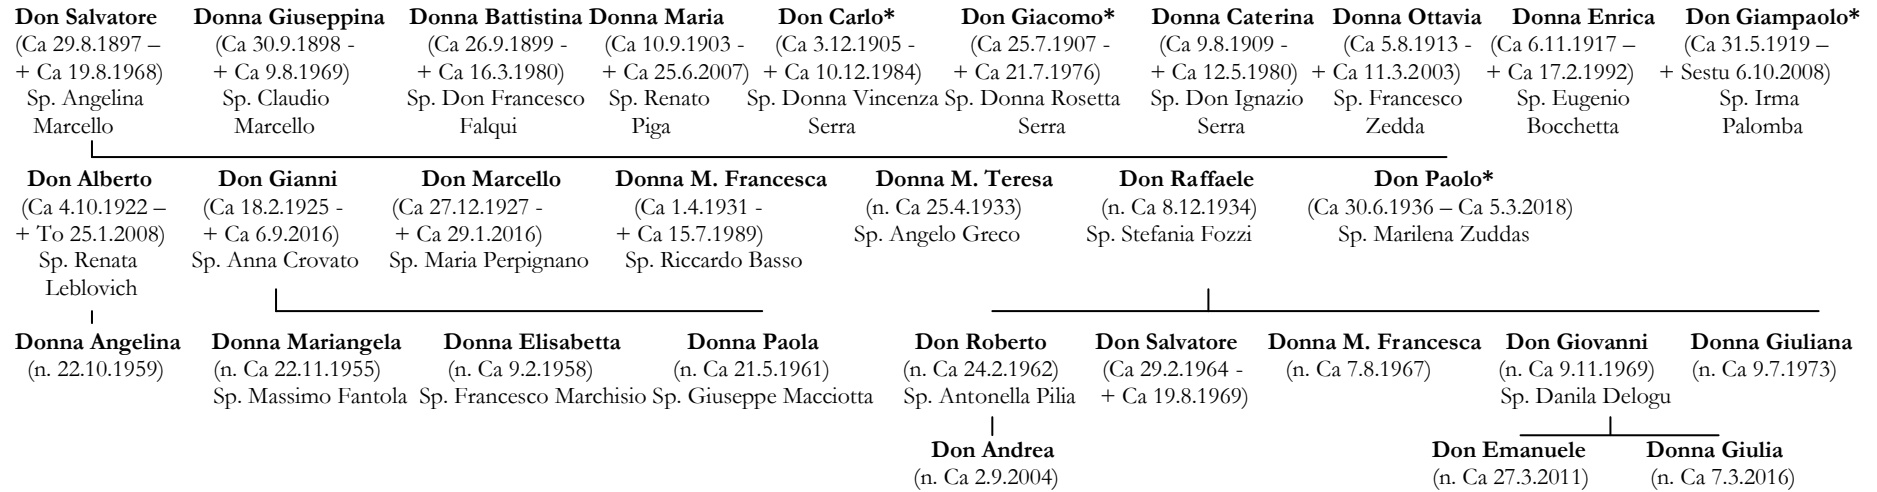 Don Salvatore Donna Giuseppina Donna Battistina Donna Maria Don Carlo* Don Giacomo* Donna Caterina Donna Ottavia Donna Enrica Don Giampaolo*
(Ca 29.8.1897 – (Ca 30.9.1898 - (Ca 26.9.1899 - (Ca 10.9.1903 - (Ca 3.12.1905 - (Ca 25.7.1907 - (Ca 9.8.1909 - (Ca 5.8.1913 - (Ca 6.11.1917 – (Ca 31.5.1919 –
+ Ca 19.8.1968) + Ca 9.8.1969) + Ca 16.3.1980) + Ca 25.6.2007) + Ca 10.12.1984) + Ca 21.7.1976) + Ca 12.5.1980) + Ca 11.3.2003) + Ca 17.2.1992) + Sestu 6.10.2008)
Sp. Angelina Sp. Claudio Sp. Don Francesco Sp. Renato Sp. Donna Vincenza Sp. Donna Rosetta Sp. Don Ignazio Sp. Francesco Sp. Eugenio Sp. Irma
Marcello Marcello Falqui Piga Serra Serra Serra Zedda Bocchetta Palomba
Don Alberto Don Gianni Don Marcello Donna M. Francesca Donna M. Teresa Don Raffaele Don Paolo*
(Ca 4.10.1922 – (Ca 18.2.1925 - (Ca 27.12.1927 - (Ca 1.4.1931 - (n. Ca 25.4.1933) (n. Ca 8.12.1934) (Ca 30.6.1936 – Ca 5.3.2018)
+ To 25.1.2008) + Ca 6.9.2016) + Ca 29.1.2016) + Ca 15.7.1989) Sp. Angelo Greco Sp. Stefania Fozzi Sp. Marilena Zuddas
Sp. Renata Sp. Anna Crovato Sp. Maria Perpignano Sp. Riccardo Basso
Leblovich
Donna Angelina Donna Mariangela Donna Elisabetta Donna Paola Don Roberto Don Salvatore Donna M. Francesca Don Giovanni Donna Giuliana
(n. 22.10.1959) (n. Ca 22.11.1955) (n. Ca 9.2.1958) (n. Ca 21.5.1961) (n. Ca 24.2.1962) (Ca 29.2.1964 - (n. Ca 7.8.1967) (n. Ca 9.11.1969) (n. Ca 9.7.1973)
Sp. Massimo Fantola Sp. Francesco Marchisio Sp. Giuseppe Macciotta Sp. Antonella Pilia + Ca 19.8.1969) Sp. Danila Delogu
Don Andrea Don Emanuele Donna Giulia
(n. Ca 2.9.2004) (n. Ca 27.3.2011) (n. Ca 7.3.2016)